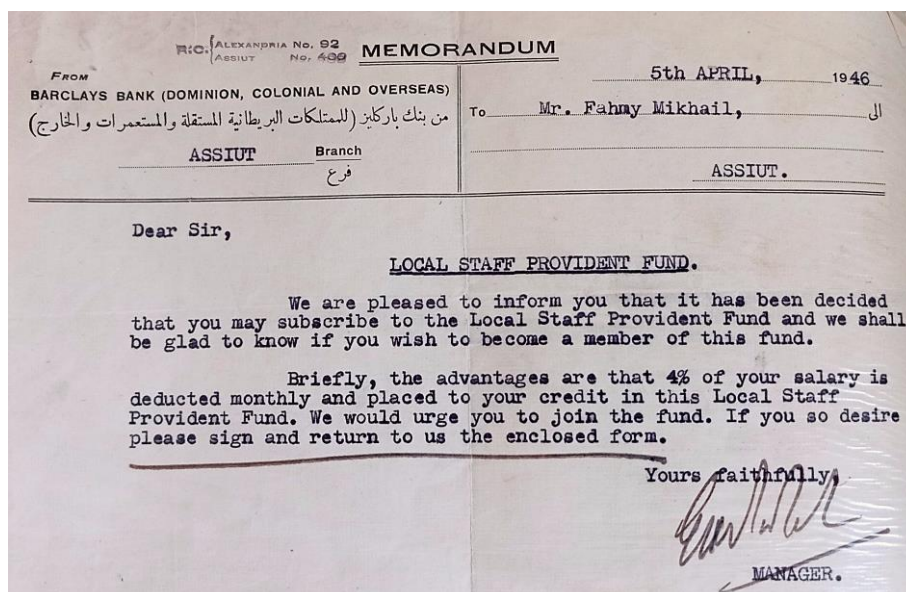 R.C. ALEXANDRIA No. 92
ASSIUT No. 409
MEMORANDUM
FROM
BARCLAYS BANK (DOMINION, COLONIAL AND OVERSEAS)
من بنك باركليز (للممتلكات البريطانية المستقلة والمستعمرات والخارج)
ASSIUT Branch
فرع
5th APRIL, 1946
To Mr. Fahmy Mikhail, الى
ASSIUT.
Dear Sir,
LOCAL STAFF PROVIDENT FUND.
We are pleased to inform you that it has been decided
that you may subscribe to the Local Staff Provident Fund and we shall
be glad to know if you wish to become a member of this fund.
Briefly, the advantages are that 4% of your salary is
deducted monthly and placed to your credit in this Local Staff
Provident Fund. We would urge you to join the fund. If you so desire
please sign and return to us the enclosed form.
Yours faithfully,
MANAGER.